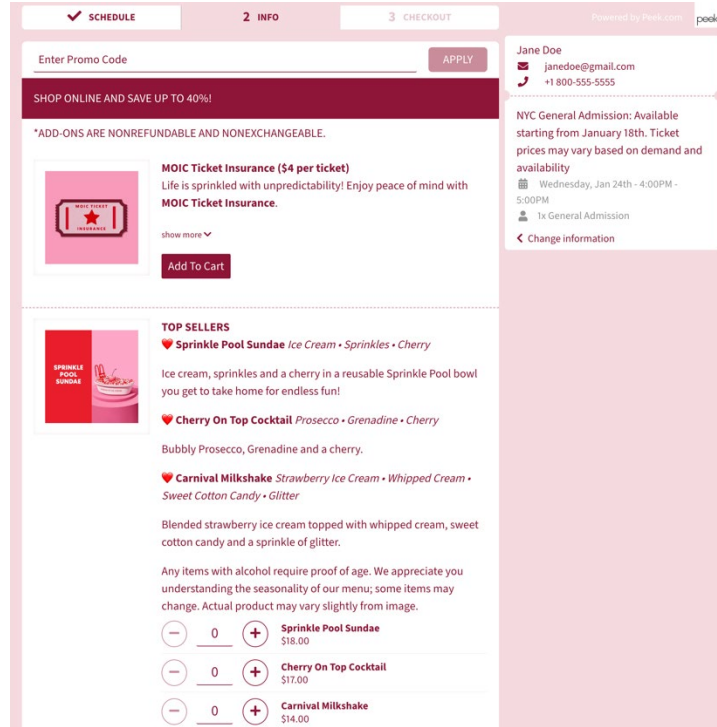 SCHEDULE
2 INFO
3 CHECKOUT
Powered by Peek.com
peek
Enter Promo Code
APPLY
SHOP ONLINE AND SAVE UP TO 40%!
*ADD-ONS ARE NONREFUNDABLE AND NONEXCHANGEABLE.
MOIC TICKET
INSURANCE
MOIC Ticket Insurance ($4 per ticket)
Life is sprinkled with unpredictability! Enjoy peace of mind with
MOIC Ticket Insurance.
show more
Add To Cart
SPRINKLE
POOL
SUNDAE
TOP SELLERS
❤️ Sprinkle Pool Sundae Ice Cream • Sprinkles • Cherry
Ice cream, sprinkles and a cherry in a reusable Sprinkle Pool bowl
you get to take home for endless fun!
❤️ Cherry On Top Cocktail Prosecco • Grenadine • Cherry
Bubbly Prosecco, Grenadine and a cherry.
❤️ Carnival Milkshake Strawberry Ice Cream • Whipped Cream •
Sweet Cotton Candy • Glitter
Blended strawberry ice cream topped with whipped cream, sweet
cotton candy and a sprinkle of glitter.
Any items with alcohol require proof of age. We appreciate you
understanding the seasonality of our menu; some items may
change. Actual product may vary slightly from image.
0
Sprinkle Pool Sundae
$18.00
0
Cherry On Top Cocktail
$17.00
0
Carnival Milkshake
$14.00
Jane Doe
janedoe@gmail.com
+1 800-555-5555
NYC General Admission: Available
starting from January 18th. Ticket
prices may vary based on demand and
availability
Wednesday, Jan 24th - 4:00PM -
5:00PM
1x General Admission
Change information